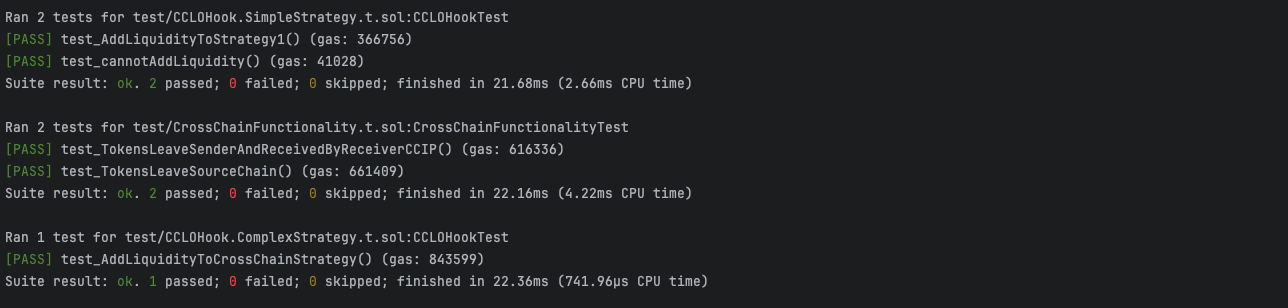 Ran 2 tests for test/CCLOHook.SimpleStrategy.t.sol:CCLOHookTest
[PASS] test_AddLiquidityToStrategy1() (gas: 366756)
[PASS] test_cannotAddLiquidity() (gas: 41028)
Suite result: ok. 2 passed; 0 failed; 0 skipped; finished in 21.68ms (2.66ms CPU time)
Ran 2 tests for test/CrossChainFunctionality.t.sol:CrossChainFunctionalityTest
[PASS] test_TokensLeaveSenderAndReceivedByReceiverCCIP() (gas: 616336)
[PASS] test_TokensLeaveSourceChain() (gas: 661409)
Suite result: ok. 2 passed; 0 failed; 0 skipped; finished in 22.16ms (4.22ms CPU time)
Ran 1 test for test/CCLOHook.ComplexStrategy.t.sol:CCLOHookTest
[PASS] test_AddLiquidityToCrossChainStrategy() (gas: 843599)
Suite result: ok. 1 passed; 0 failed; 0 skipped; finished in 22.36ms (741.96µs CPU time)